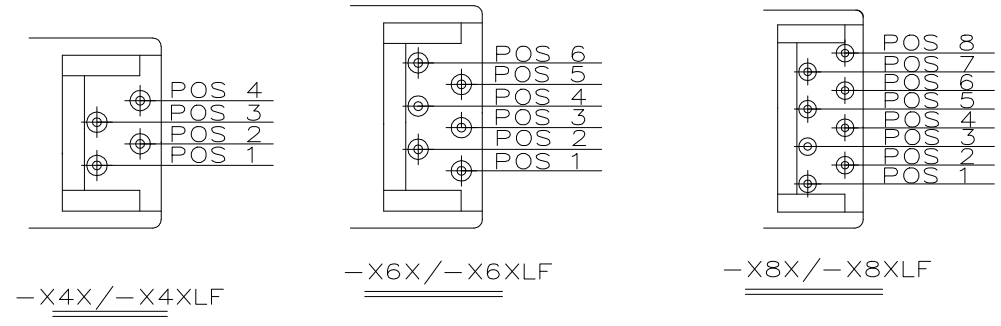 POS 4
POS 3
POS 2
POS 1
-X4X/-X4XLF
POS 6
POS 5
POS 4
POS 3
POS 2
POS 1
-X6X/-X6XLF
POS 8
POS 7
POS 6
POS 5
POS 4
POS 3
POS 2
POS 1
-X8X/-X8XLF